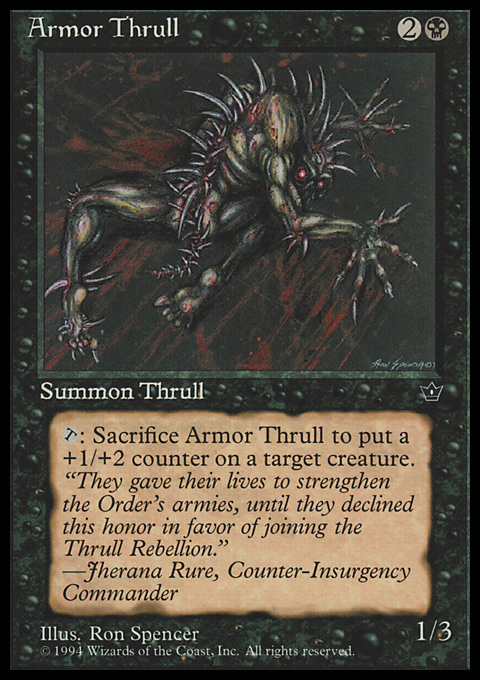 Armor Thrull 2
Summon Thrull
T: Sacrifice Armor Thrull to put a
+1/+2 counter on a target creature.
“They gave their lives to strengthen
the Order's armies, until they declined
this honor in favor of joining the
Thrull Rebellion.”
—Jherana Rure, Counter-Insurgency
Commander
Illus. Ron Spencer 1/3
© 1994 Wizards of the Coast, Inc. All rights reserved.